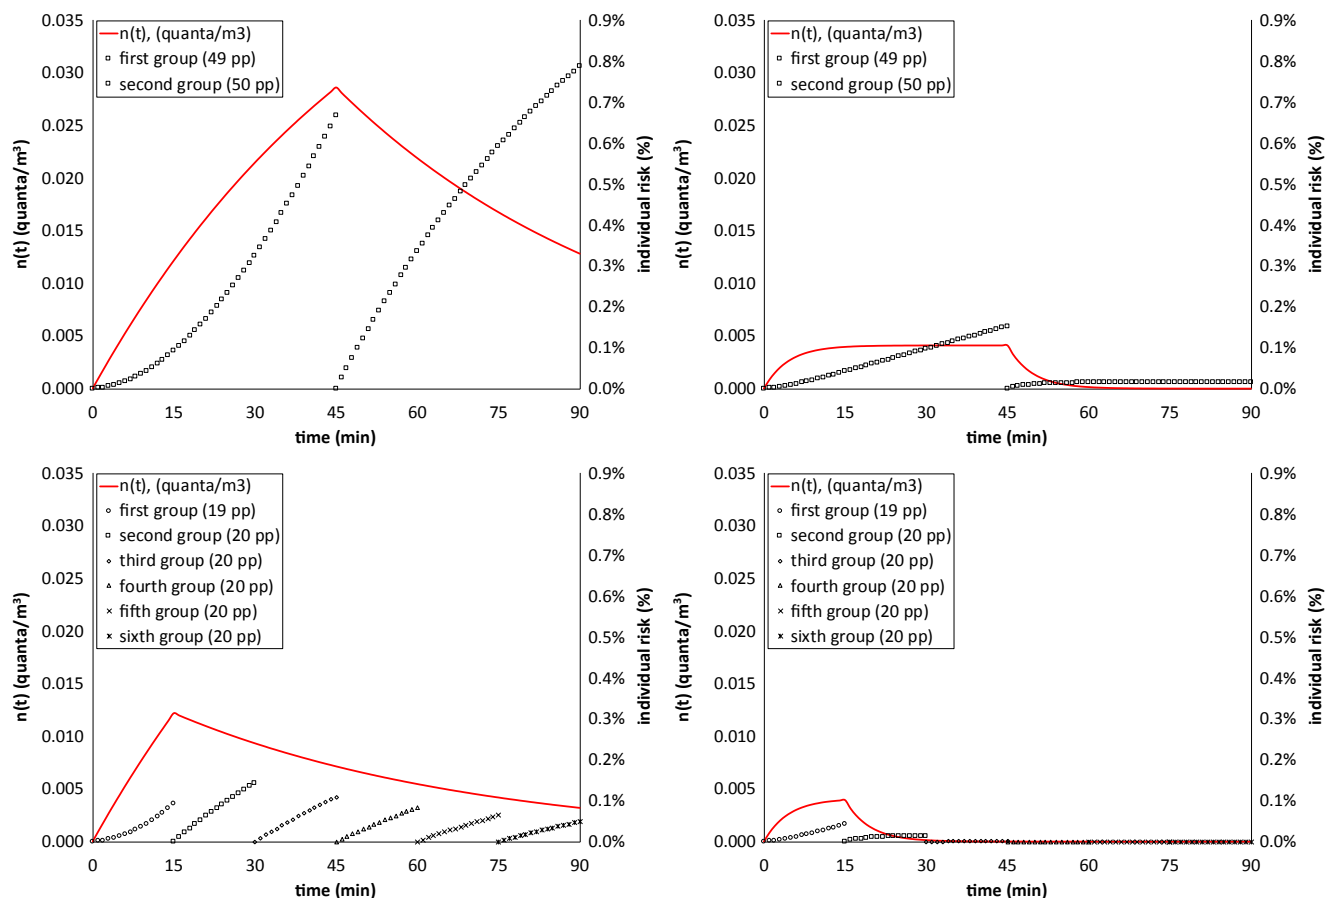 0.035
0.030
0.025
0.020
0.015
0.010
0.005
0.000
n(t) (quanta/m³)
n(t), (quanta/m3)
first group (49 pp)
second group (50 pp)
0.9%
0.8%
0.7%
0.6%
0.5%
0.4%
0.3%
0.2%
0.1%
0.0%
individual risk (%)
0 15 30 45 60 75 90
time (min)
0.035
0.030
0.025
0.020
0.015
0.010
0.005
0.000
n(t) (quanta/m³)
n(t), (quanta/m3)
first group (49 pp)
second group (50 pp)
0.9%
0.8%
0.7%
0.6%
0.5%
0.4%
0.3%
0.2%
0.1%
0.0%
individual risk (%)
0 15 30 45 60 75 90
time (min)
0.035
0.030
0.025
0.020
0.015
0.010
0.005
0.000
n(t) (quanta/m³)
n(t), (quanta/m3)
first group (19 pp)
second group (20 pp)
third group (20 pp)
fourth group (20 pp)
fifth group (20 pp)
sixth group (20 pp)
0.9%
0.8%
0.7%
0.6%
0.5%
0.4%
0.3%
0.2%
0.1%
0.0%
individual risk (%)
0 15 30 45 60 75 90
time (min)
0.035
0.030
0.025
0.020
0.015
0.010
0.005
0.000
n(t) (quanta/m³)
n(t), (quanta/m3)
first group (19 pp)
second group (20 pp)
third group (20 pp)
fourth group (20 pp)
fifth group (20 pp)
sixth group (20 pp)
0.9%
0.8%
0.7%
0.6%
0.5%
0.4%
0.3%
0.2%
0.1%
0.0%
individual risk (%)
0 15 30 45 60 75 90
time (min)